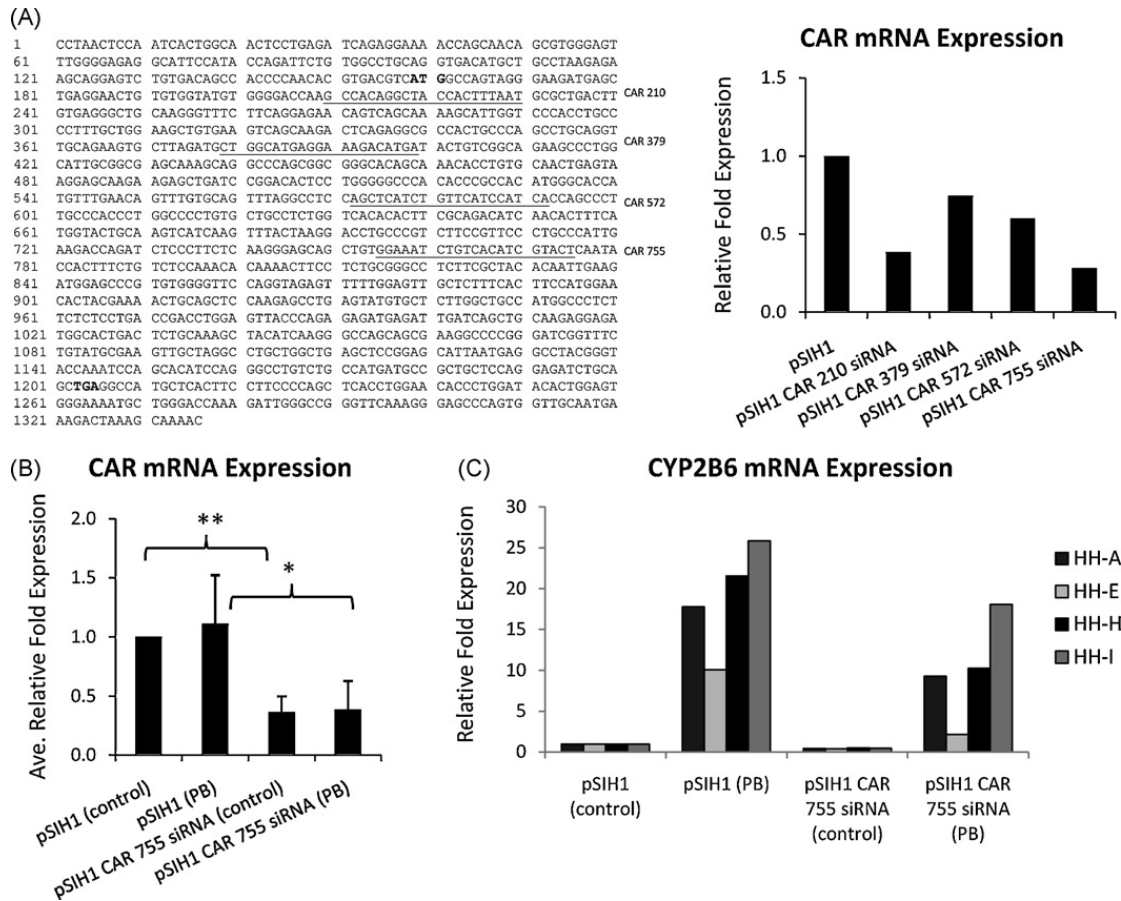 (A)
1 CCTAACTCCA ATCACTGGCA ACTCCTGAGA TCAGAGGAAA ACCAGCAACA GCGTGGGAGT
61 TTGGGGAGAG GCATTCCATA CCAGATTCTG TGGCCTGCAG GTGACATGCT GCCTAAGAGA
121 AGCAGGAGTC TGTGACAGCC ACCCCAACAC GTGACGTCAT GGCCAGTAGG GAAGATGAGC
181 TGAGGAACTG TGTGGTATGT GGGGACCAAG CCACAGGCTA CCACTTTAAT GCGCTGACTT
CAR 210
241 GTGAGGGCTG CAAGGGTTTC TTCAGGAGAA CAGTCAGCAA AAGCATTGGT CCCACCTGCC
301 CCTTTGCTGG AAGCTGTGAA GTCAGCAAGA CTCAGAGGCG CCACTGCCCA GCCTGCAGGT
361 TGCAGAAGTG CTTAGATGCT GGCATGAGGA AAGACATGAT ACTGTCGGCA GAAGCCCTGG
CAR 379
421 CATTGCGGCG AGCAAAGCAG GCCCAGCGGC GGGCACAGCA AACACCTGTG CAACTGAGTA
481 AGGAGCAAGA AGAGCTGATC CGGACACTCC TGGGGGCCCA CACCCGCCAC ATGGGCACCA
541 TGTTTGAACA GTTTGTGCAG TTTAGGCCTC CAGCTCATCT GTTCATCCAT CACCAGCCCT
CAR 572
601 TGCCCACCCT GGCCCCTGTG CTGCCTCTGG TCACACACTT CGCAGACATC AACACTTTCA
661 TGGTACTGCA AGTCATCAAG TTTACTAAGG ACCTGCCCGT CTTCCGTTCC CTGCCCATTG
721 AAGACCAGAT CTCCCTTCTC AAGGGAGCAG CTGTGGAAAT CTGTCACATC GTACTCAATA
CAR 755
781 CCACTTTCTG TCTCCAAACA CAAAACTTCC TCTGCGGGCC TCTTCGCTAC ACAATTGAAG
841 ATGGAGCCCG TGTGGGGTTC CAGGTAGAGT TTTTGGAGTT GCTCTTTCAC TTCCATGGAA
901 CACTACGAAA ACTGCAGCTC CAAGAGCCTG AGTATGTGCT CTTGGCTGCC ATGGCCCTCT
961 TCTCTCCTGA CCGACCTGGA GTTACCCAGA GAGATGAGAT TGATCAGCTG CAAGAGGAGA
1021 TGGCACTGAC TCTGCAAAGC TACATCAAGG GCCAGCAGCG AAGGCCCCGG GATCGGTTTC
1081 TGTATGCGAA GTTGCTAGGC CTGCTGGCTG AGCTCCGGAG CATTAATGAG GCCTACGGGT
1141 ACCAAATCCA GCACATCCAG GGCCTGTCTG CCATGATGCC GCTGCTCCAG GAGATCTGCA
1201 GCTGAGGCCA TGCTCACTTC CTTCCCCAGC TCACCTGGAA CACCCTGGAT ACACTGGAGT
1261 GGGAAAATGC TGGGACCAAA GATTGGGCCG GGTTCAAAGG GAGCCCAGTG GTTGCAATGA
1321 AAGACTAAAG CAAAAC
CAR mRNA Expression
Relative Fold Expression
1.5
1.0
0.5
0.0
pSIH1
pSIH1 CAR 210 siRNA
pSIH1 CAR 379 siRNA
pSIH1 CAR 572 siRNA
pSIH1 CAR 755 siRNA
(B)
CAR mRNA Expression
Ave. Relative Fold Expression
2.0
1.5
1.0
0.5
0.0
**
*
pSIH1 (control)
pSIH1 (PB)
pSIH1 CAR 755 siRNA (control)
pSIH1 CAR 755 siRNA (PB)
(C)
CYP2B6 mRNA Expression
Relative Fold Expression
30
25
20
15
10
5
0
pSIH1
(control)
pSIH1 (PB)
pSIH1 CAR
755 siRNA
(control)
pSIH1 CAR
755 siRNA
(PB)
HH-A
HH-E
HH-H
HH-I